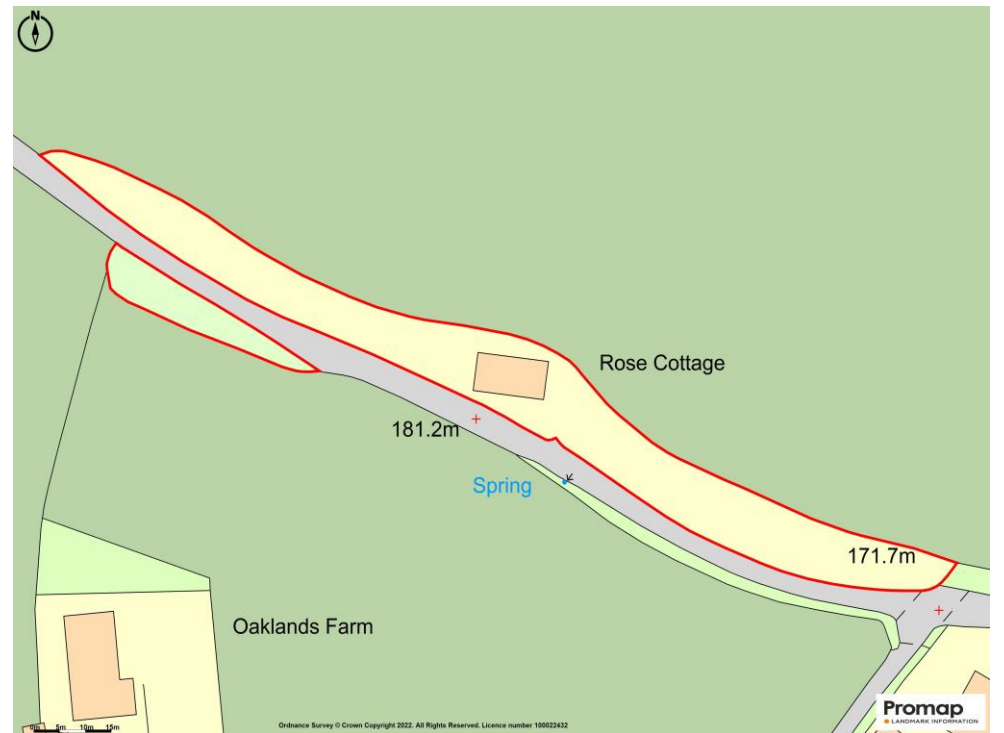 N
Rose Cottage
181.2m
Spring
171.7m
Oaklands Farm
0m 5m 10m 15m
Ordnance Survey © Crown Copyright 2022. All Rights Reserved. Licence number 100022432
Promap
LANDMARK INFORMATION